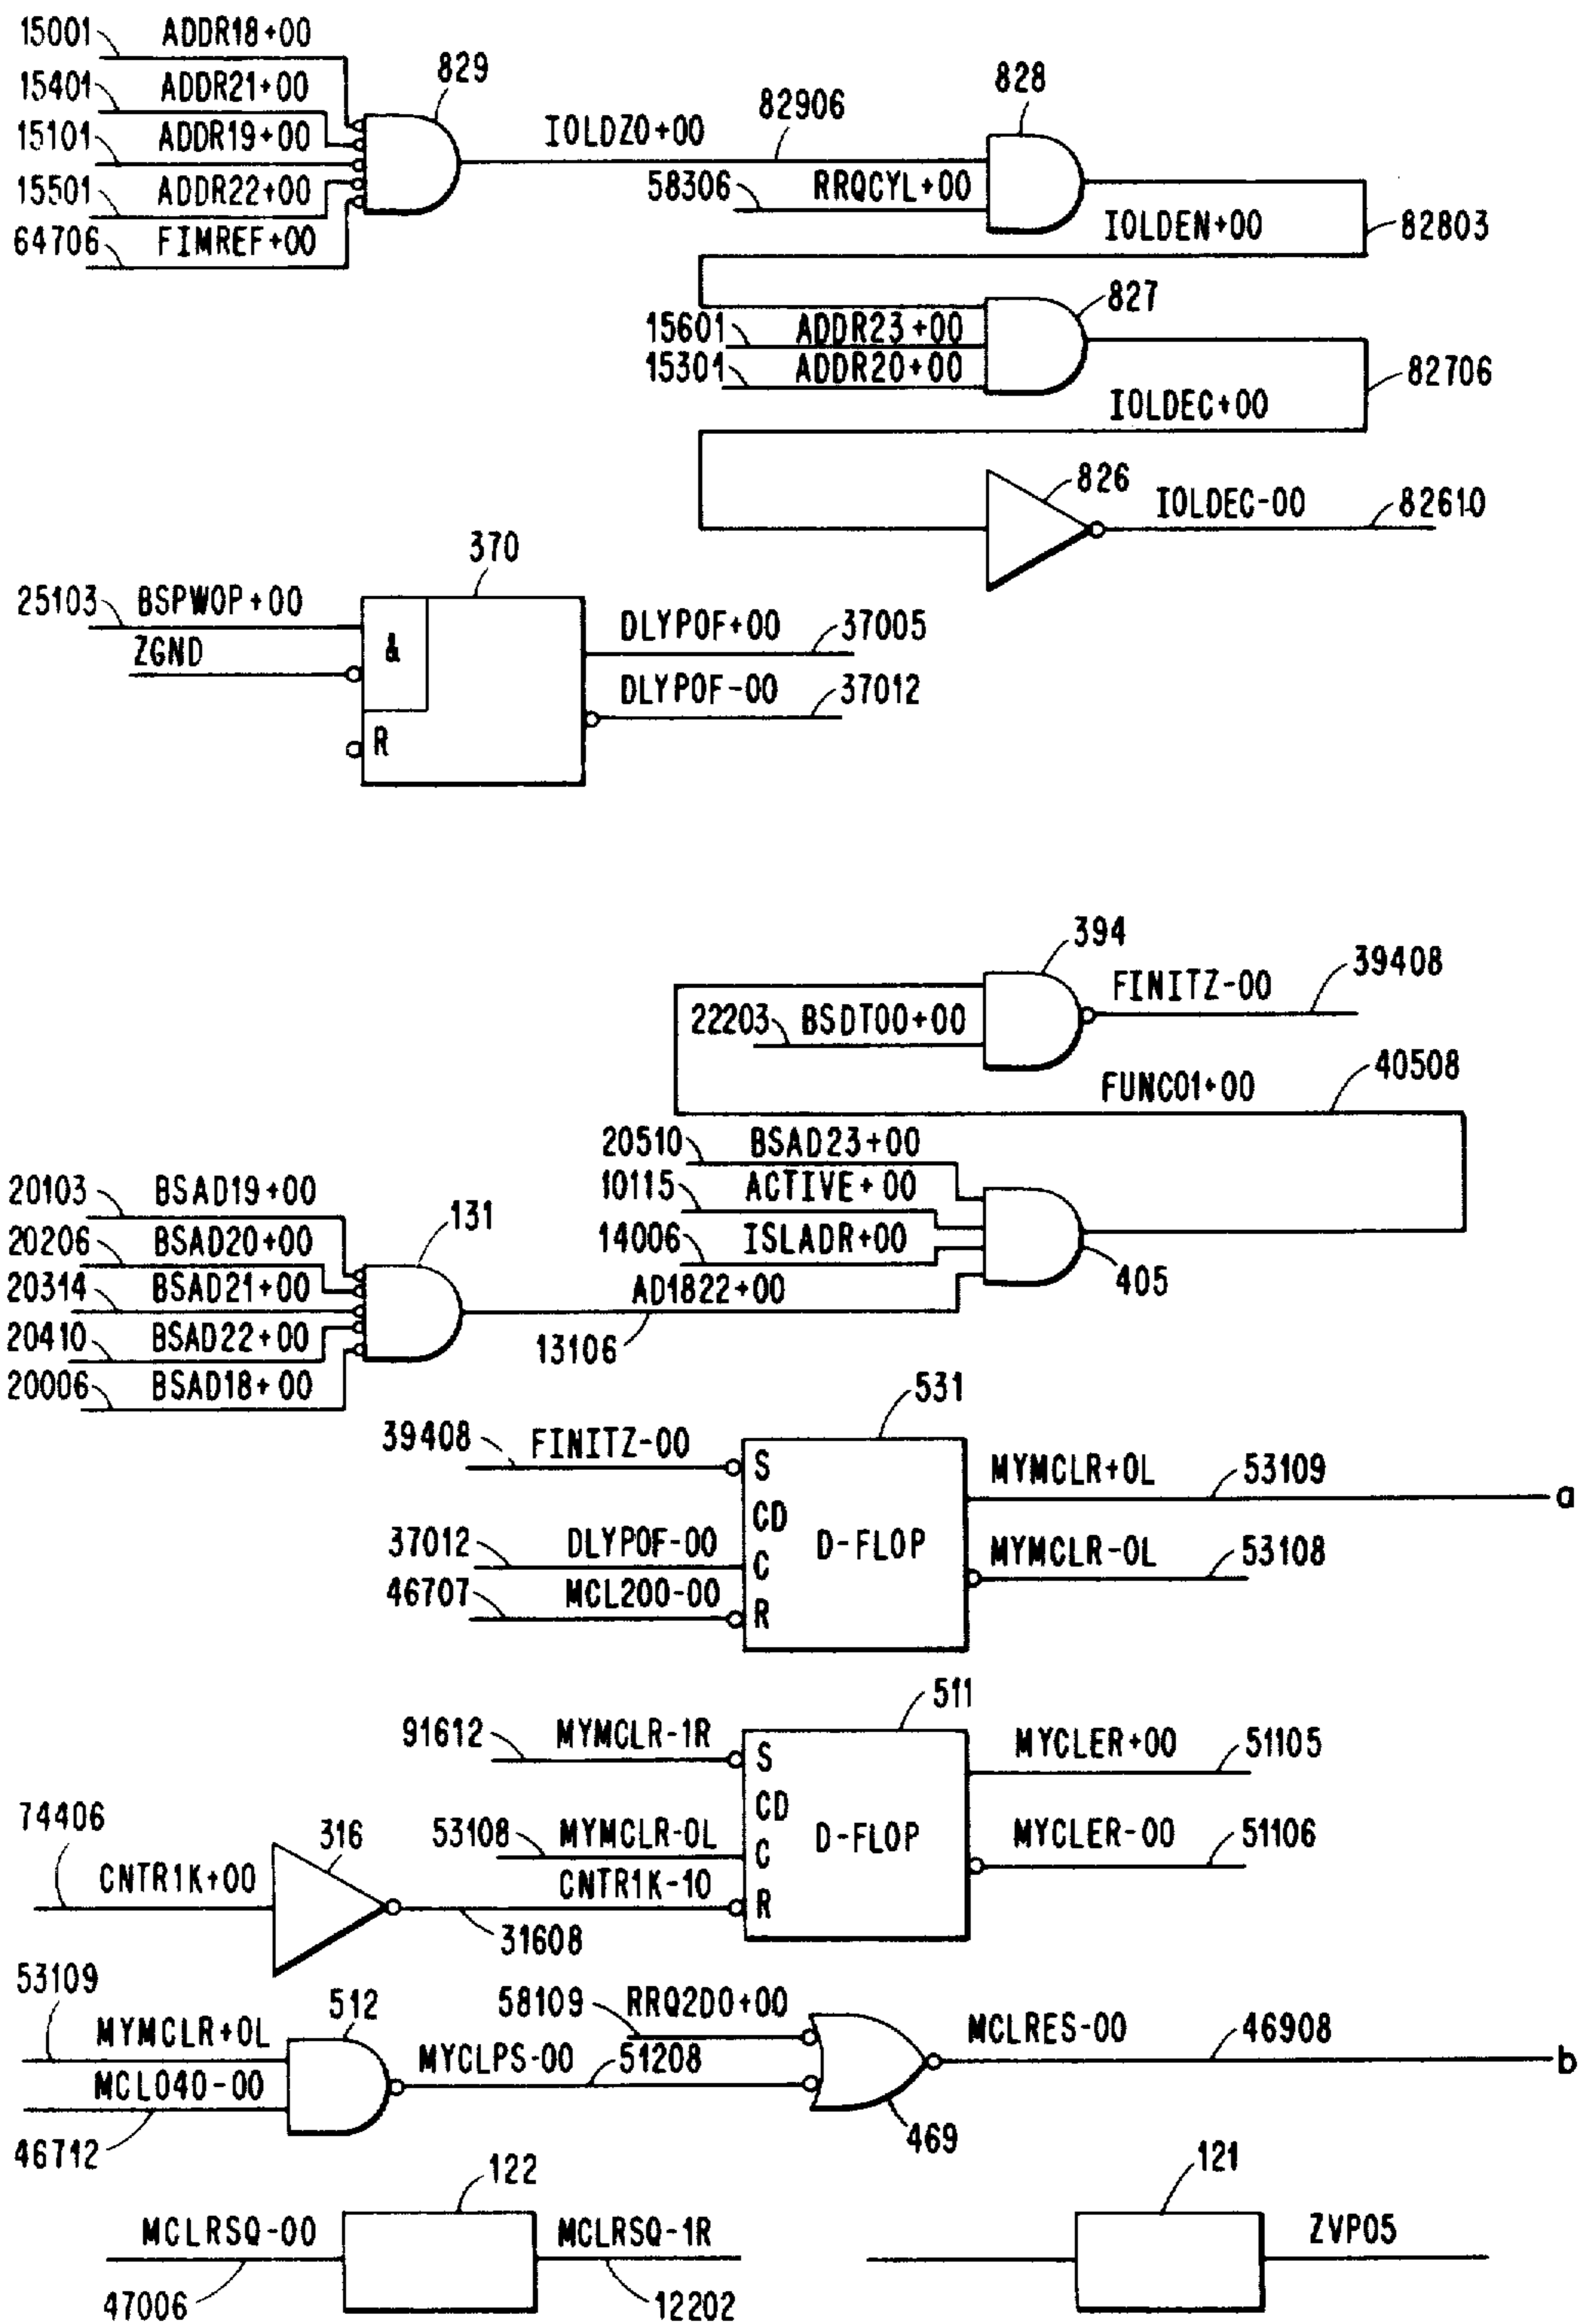 15001 ADDR18+00
829
15401 ADDR21+00
828
15101 ADDR19+00
IOLDZO+00 82906
15501 ADDR22+00
58306 RRQCYL+00
64706 FIMREF+00
IOLDEN+00 82803
827
15601 ADDR23+00
15301 ADDR20+00
82706
IOLDEC+00
826
IOLDEC-00 82610
370
25103 BSPWOP+00
ZGND
&
DLYPOF+00 37005
DLYPOF-00 37012
R
394
FINITZ-00 39408
22203 BSDT00+00
FUNC01+00 40508
20510 BSAD23+00
10115 ACTIVE+00
14006 ISLADR+00
405
20103 BSAD19+00
131
20206 BSAD20+00
20314 BSAD21+00
AD1822+00
20410 BSAD22+00
13106
20006 BSAD18+00
531
39408 FINITZ-00
S
MYMCLR+0L 53109 a
CD
D-FLOP
37012 DLYPOF-00
C
MYMCLR-0L 53108
46707 MCL200-00
R
511
91612 MYMCLR-1R
S
MYCLER+00 51105
CD
D-FLOP
53108 MYMCLR-0L
C
MYCLER-00 51106
74406
316
CNTR1K+00
CNTR1K-10
R
31608
53109
512
58109 RRQ2D0+00
MYMCLR+0L
MYCLPS-00 51208
MCLRES-00 46908 b
MCL040-00
469
46712
122
121
MCLRSQ-00
MCLRSQ-1R
ZVP05
47006
12202